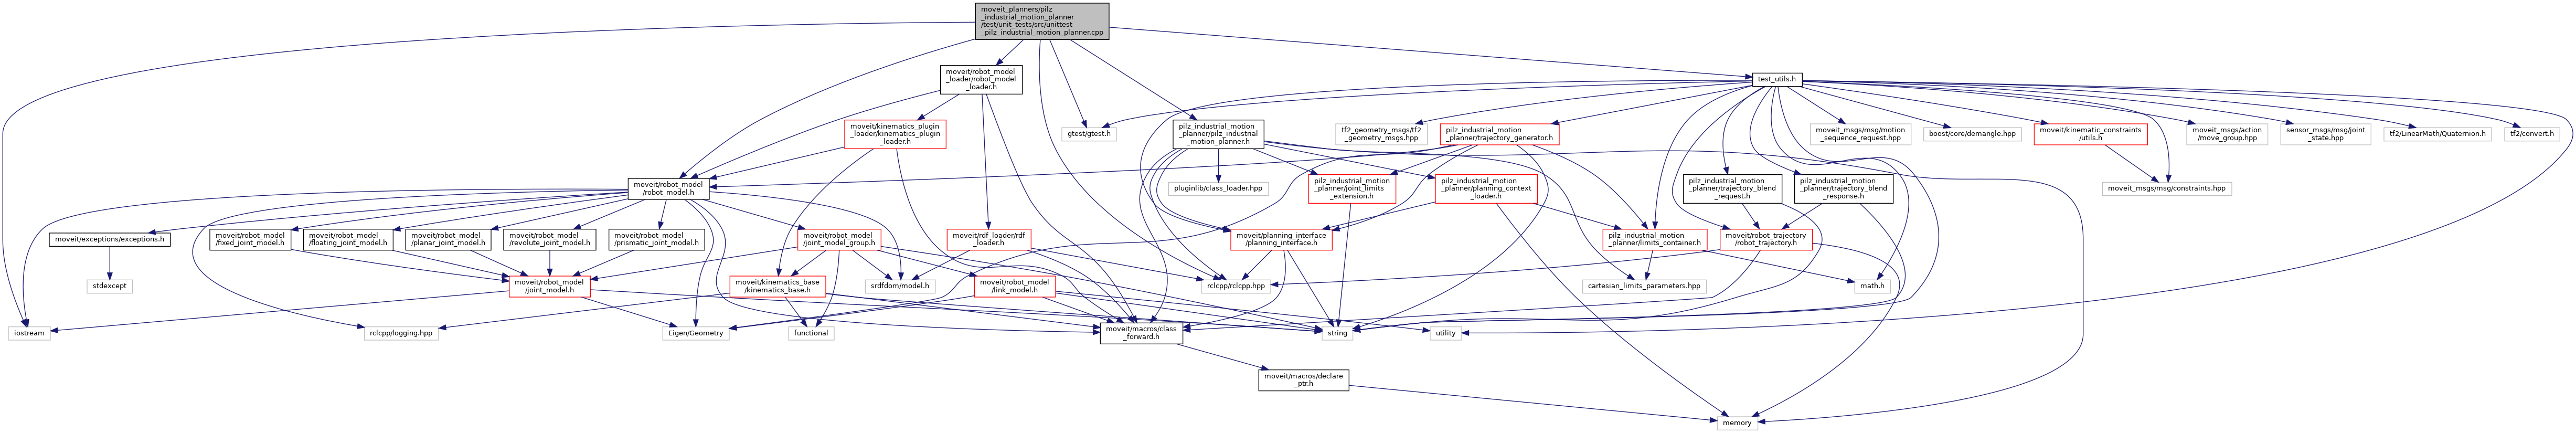 moveit_planners/pilz
_industrial_motion_planner
/test/unit_tests/src/unittest
_pilz_industrial_motion_planner.cpp
moveit/robot_model
_loader/robot_model
_loader.h
test_utils.h
moveit/kinematics_plugin
_loader/kinematics_plugin
_loader.h
gtest/gtest.h
pilz_industrial_motion
_planner/pilz_industrial
_motion_planner.h
tf2_geometry_msgs/tf2
_geometry_msgs.hpp
pilz_industrial_motion
_planner/trajectory_generator.h
moveit_msgs/msg/motion
_sequence_request.hpp
boost/core/demangle.hpp
moveit/kinematic_constraints
/utils.h
moveit_msgs/action
/move_group.hpp
sensor_msgs/msg/joint
_state.hpp
tf2/LinearMath/Quaternion.h
tf2/convert.h
moveit/robot_model
/robot_model.h
pluginlib/class_loader.hpp
pilz_industrial_motion
_planner/joint_limits
_extension.h
pilz_industrial_motion
_planner/planning_context
_loader.h
pilz_industrial_motion
_planner/trajectory_blend
_request.h
pilz_industrial_motion
_planner/trajectory_blend
_response.h
moveit_msgs/msg/constraints.hpp
moveit/exceptions/exceptions.h
moveit/robot_model
/fixed_joint_model.h
moveit/robot_model
/floating_joint_model.h
moveit/robot_model
/planar_joint_model.h
moveit/robot_model
/revolute_joint_model.h
moveit/robot_model
/prismatic_joint_model.h
moveit/robot_model
/joint_model_group.h
moveit/rdf_loader/rdf
_loader.h
moveit/planning_interface
/planning_interface.h
pilz_industrial_motion
_planner/limits_container.h
moveit/robot_trajectory
/robot_trajectory.h
stdexcept
moveit/robot_model
/joint_model.h
moveit/kinematics_base
/kinematics_base.h
srdfdom/model.h
moveit/robot_model
/link_model.h
rclcpp/rclcpp.hpp
cartesian_limits_parameters.hpp
math.h
iostream
rclcpp/logging.hpp
Eigen/Geometry
functional
moveit/macros/class
_forward.h
string
utility
moveit/macros/declare
_ptr.h
memory